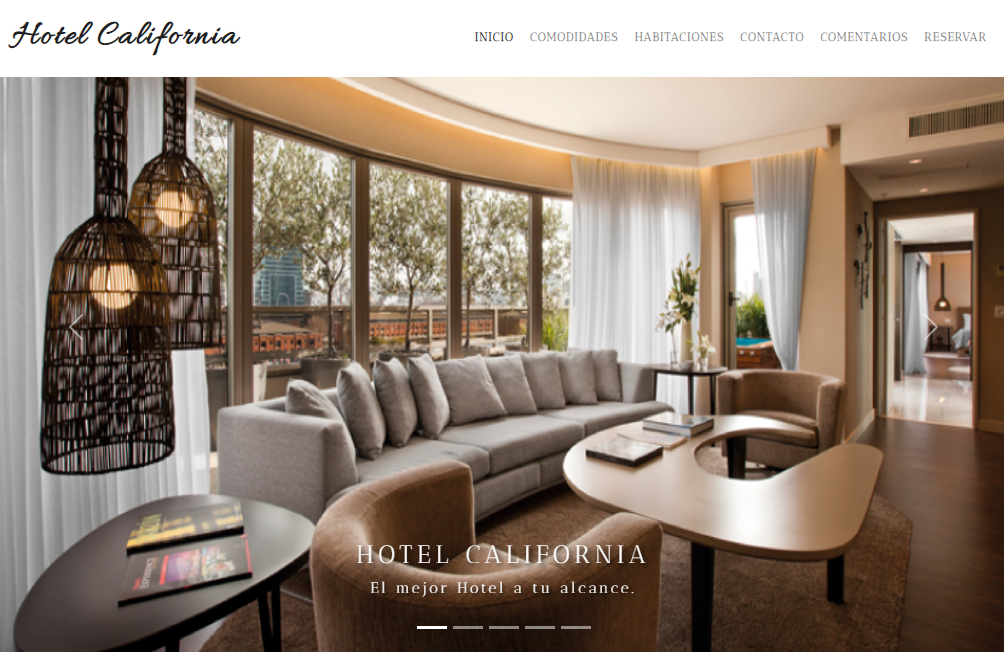 Hotel California
INICIO COMODIDADES HABITACIONES CONTACTO COMENTARIOS RESERVAR
HOTEL CALIFORNIA
El mejor Hotel a tu alcance.